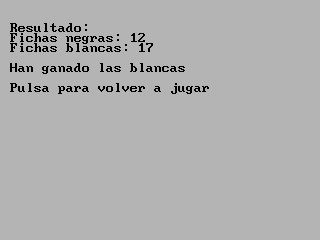 Resultado:
Fichas negras: 12
Fichas blancas: 17
Han ganado las blancas
Pulsa para volver a jugar